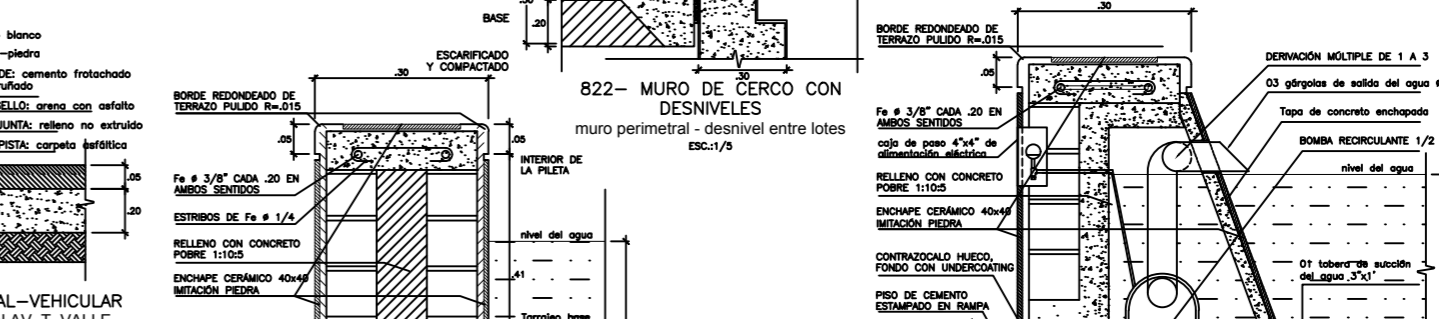 blanco
-piedra
DE: cemento frotachado
ruñado
SELLO: arena con asfalto
JUNTA: relleno no extruido
PISTA: carpeta asfáltica
.05
.20
AL-VEHICULAR
BASE
.20
ESCARIFICADO
Y COMPACTADO
.30
BORDE REDONDEADO DE
TERRAZO PULIDO R=.015
.05
.05
INTERIOR DE
LA PILETA
Fe ø 3/8" CADA .20 EN
AMBOS SENTIDOS
ESTRIBOS DE Fe ø 1/4
RELLENO CON CONCRETO
POBRE 1:10:5
nivel del agua
ENCHAPE CERÁMICO 40x40
IMITACIÓN PIEDRA
.41
Tarrajeo base
.30
822- MURO DE CERCO CON
DESNIVELES
muro perimetral - desnivel entre lotes
ESC.:1/5
.30
BORDE REDONDEADO DE
TERRAZO PULIDO R=.015
.05
Fe ø 3/8" CADA .20 EN
AMBOS SENTIDOS
caja de paso 4"x4" de
alimentación eléctrica
RELLENO CON CONCRETO
POBRE 1:10:5
ENCHAPE CERÁMICO 40x40
IMITACIÓN PIEDRA
CONTRAZOCALO HUECO,
FONDO CON UNDERCOATING
PISO DE CEMENTO
ESTAMPADO EN RAMPA
DERIVACIÓN MÚLTIPLE DE 1 A 3
03 gárgolas de salida del agua ø
Tapa de concreto enchapada
BOMBA RECIRCULANTE 1/2
nivel del agua
01 tobera de succión
del agua 3"x1'